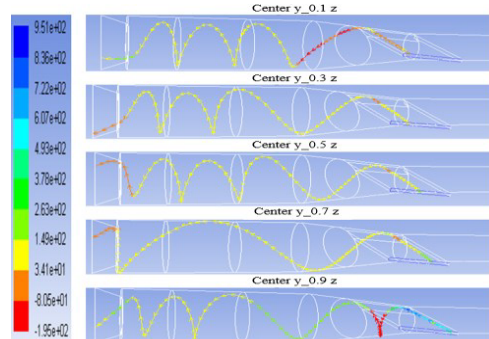 Center y_0.1 z
Center y_0.3 z
Center y_0.5 z
Center y_0.7 z
Center y_0.9 z
9.51e+02
8.36e+02
7.22e+02
6.07e+02
4.93e+02
3.78e+02
2.63e+02
1.49e+02
3.41e+01
-8.05e+01
-1.95e+02